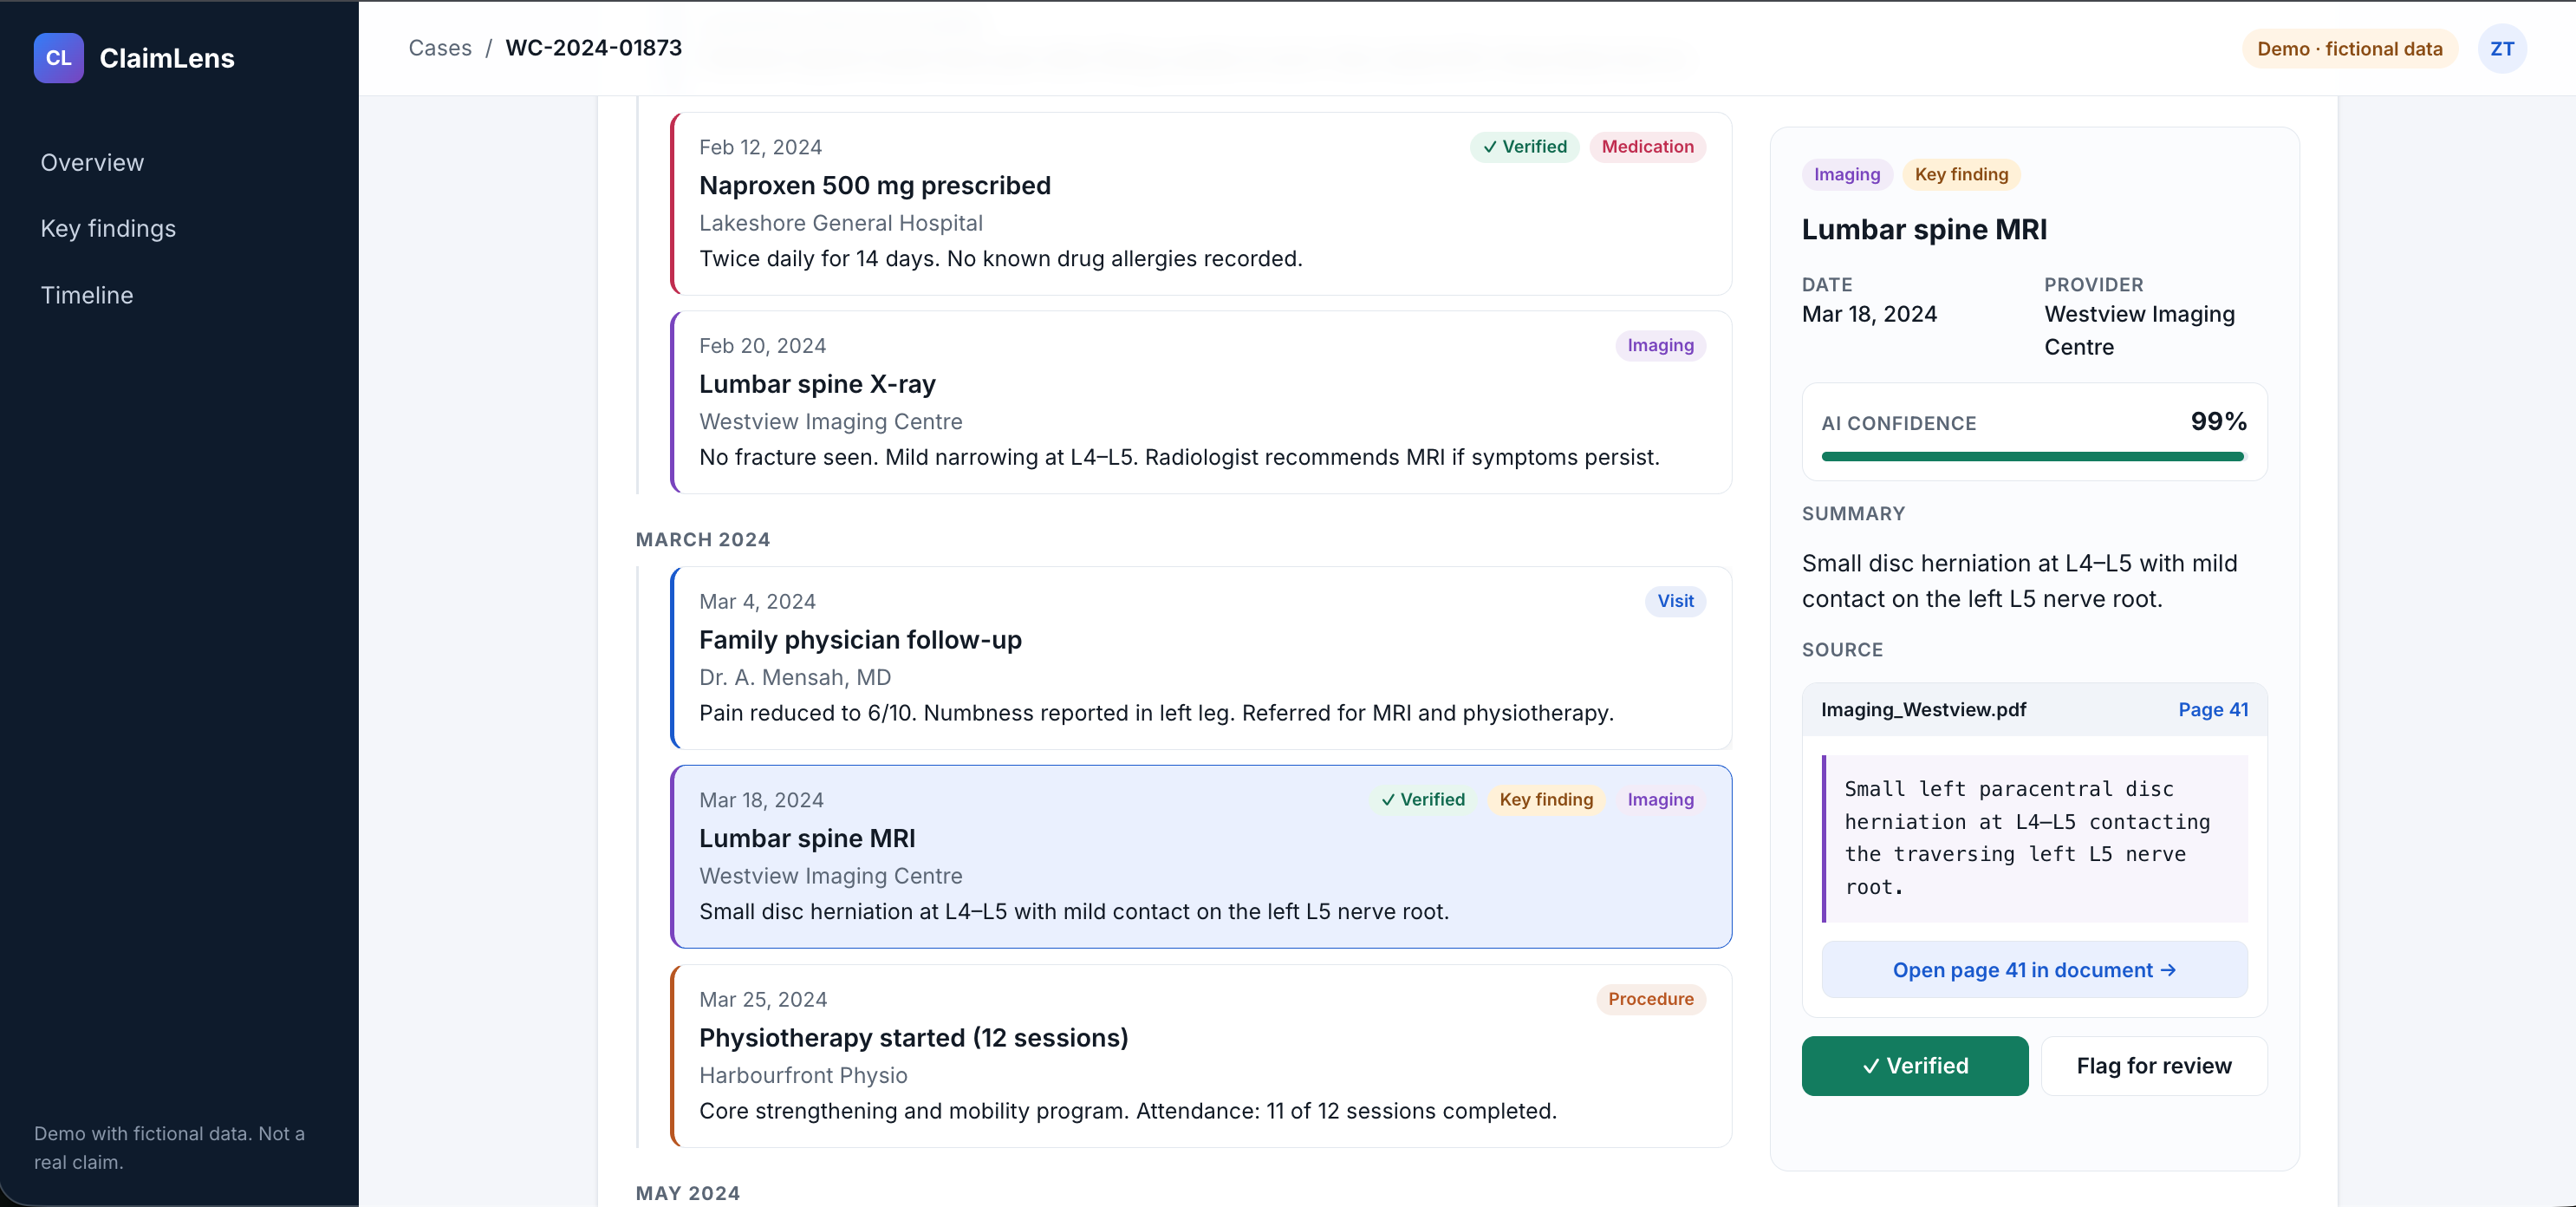 CL ClaimLens
Overview
Key findings
Timeline
Demo with fictional data. Not a
real claim.
Cases / WC-2024-01873
Demo · fictional data
ZT
Feb 12, 2024
✓ Verified
Medication
Naproxen 500 mg prescribed
Lakeshore General Hospital
Twice daily for 14 days. No known drug allergies recorded.
Feb 20, 2024
Imaging
Lumbar spine X-ray
Westview Imaging Centre
No fracture seen. Mild narrowing at L4–L5. Radiologist recommends MRI if symptoms persist.
MARCH 2024
Mar 4, 2024
Visit
Family physician follow-up
Dr. A. Mensah, MD
Pain reduced to 6/10. Numbness reported in left leg. Referred for MRI and physiotherapy.
Mar 18, 2024
✓ Verified
Key finding
Imaging
Lumbar spine MRI
Westview Imaging Centre
Small disc herniation at L4–L5 with mild contact on the left L5 nerve root.
Mar 25, 2024
Procedure
Physiotherapy started (12 sessions)
Harbourfront Physio
Core strengthening and mobility program. Attendance: 11 of 12 sessions completed.
MAY 2024
Imaging
Key finding
Lumbar spine MRI
DATE
Mar 18, 2024
PROVIDER
Westview Imaging
Centre
AI CONFIDENCE
99%
SUMMARY
Small disc herniation at L4–L5 with mild
contact on the left L5 nerve root.
SOURCE
Imaging_Westview.pdf
Page 41
Small left paracentral disc
herniation at L4–L5 contacting
the traversing left L5 nerve
root.
Open page 41 in document →
✓ Verified
Flag for review